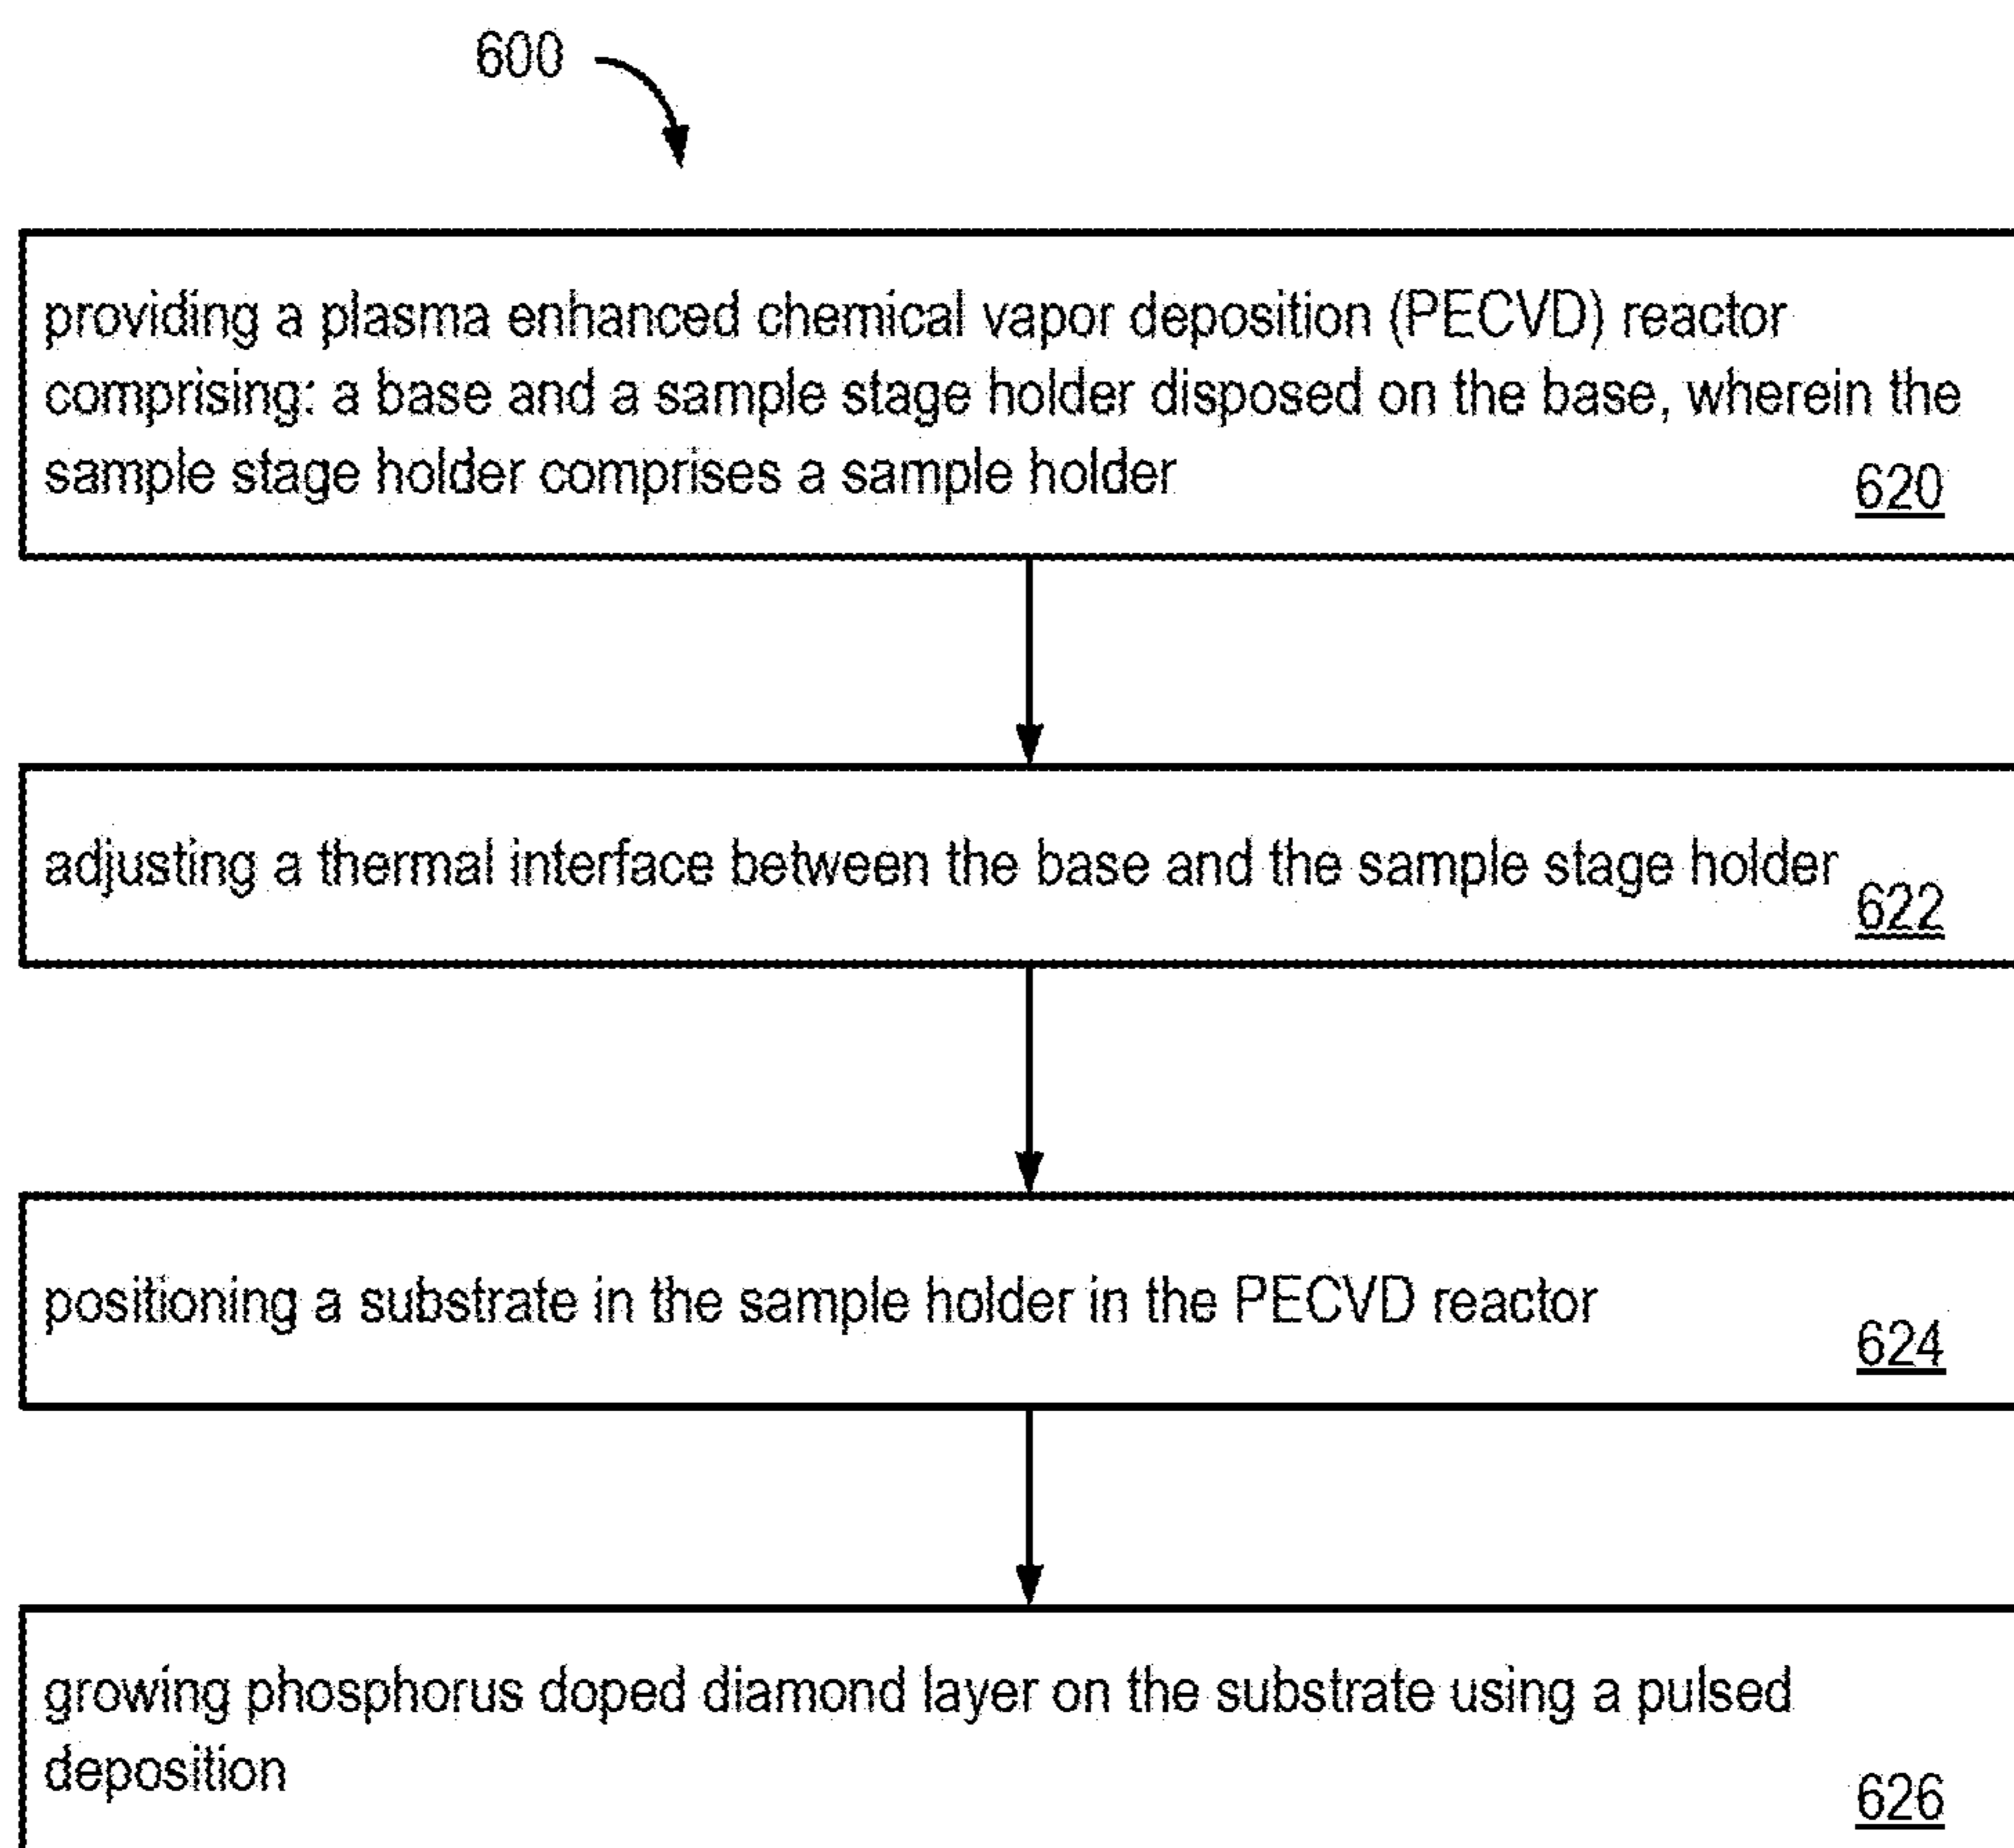 600
providing a plasma enhanced chemical vapor deposition (PECVD) reactor
comprising: a base and a sample stage holder disposed on the base, wherein the
sample stage holder comprises a sample holder
620
adjusting a thermal interface between the base and the sample stage holder
622
positioning a substrate in the sample holder in the PECVD reactor
624
growing phosphorus doped diamond layer on the substrate using a pulsed
deposition
626